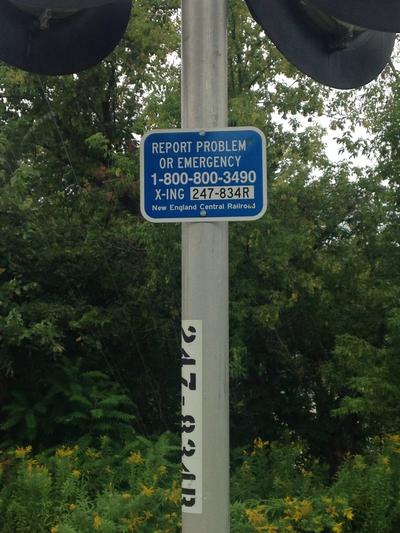 REPORT PROBLEM
OR EMERGENCY
1-800-800-3490
X-ING 247-834R
New England Central Railroad
247-834R